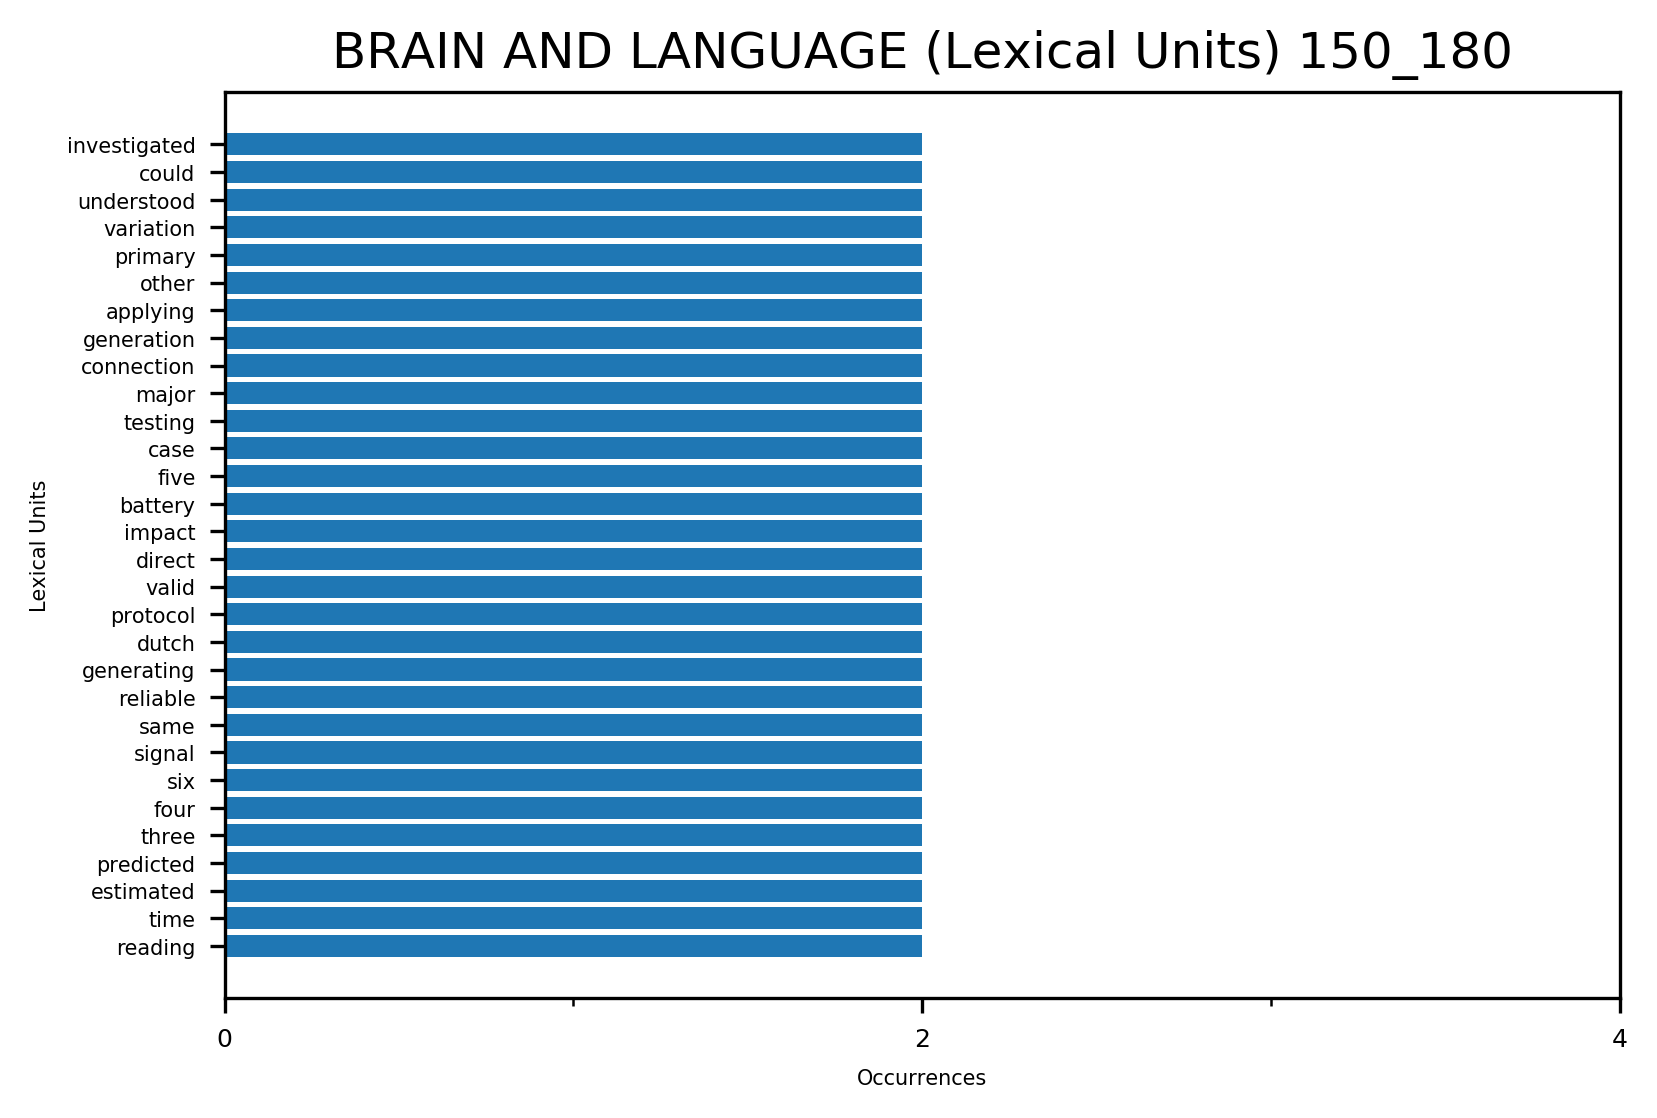 BRAIN AND LANGUAGE (Lexical Units) 150_180
Lexical Units
investigated
could
understood
variation
primary
other
applying
generation
connection
major
testing
case
five
battery
impact
direct
valid
protocol
dutch
generating
reliable
same
signal
six
four
three
predicted
estimated
time
reading
0 2 4
Occurrences